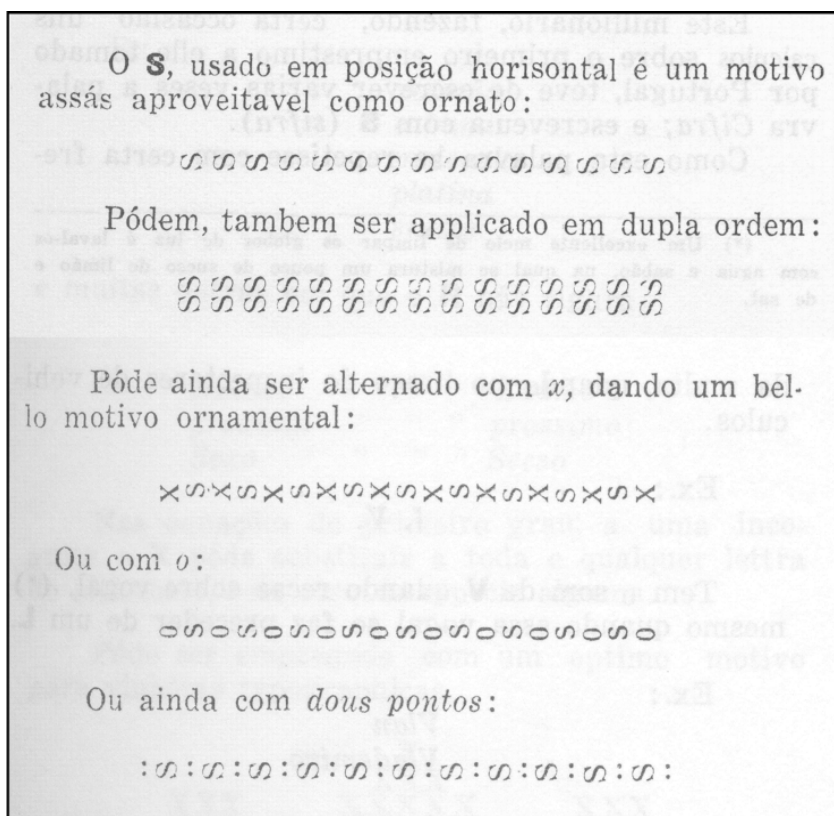 O S, usado em posição horisontal é um motivo
assás aproveitavel como ornato:
S S S S S S S S S S S S S S S S
Pódem, tambem ser applicado em dupla ordem:
S S S S S S S S S S S S S S S S
S S S S S S S S S S S S S S S S
Póde ainda ser alternado com x, dando um bel-
lo motivo ornamental:
X S X S X S X S X S X S X S X S X S X
Ou com o:
o S o S o S o S o S o S o S o S o S o
Ou ainda com dous pontos:
: S : S : S : S : S : S : S : S : S : S : S :